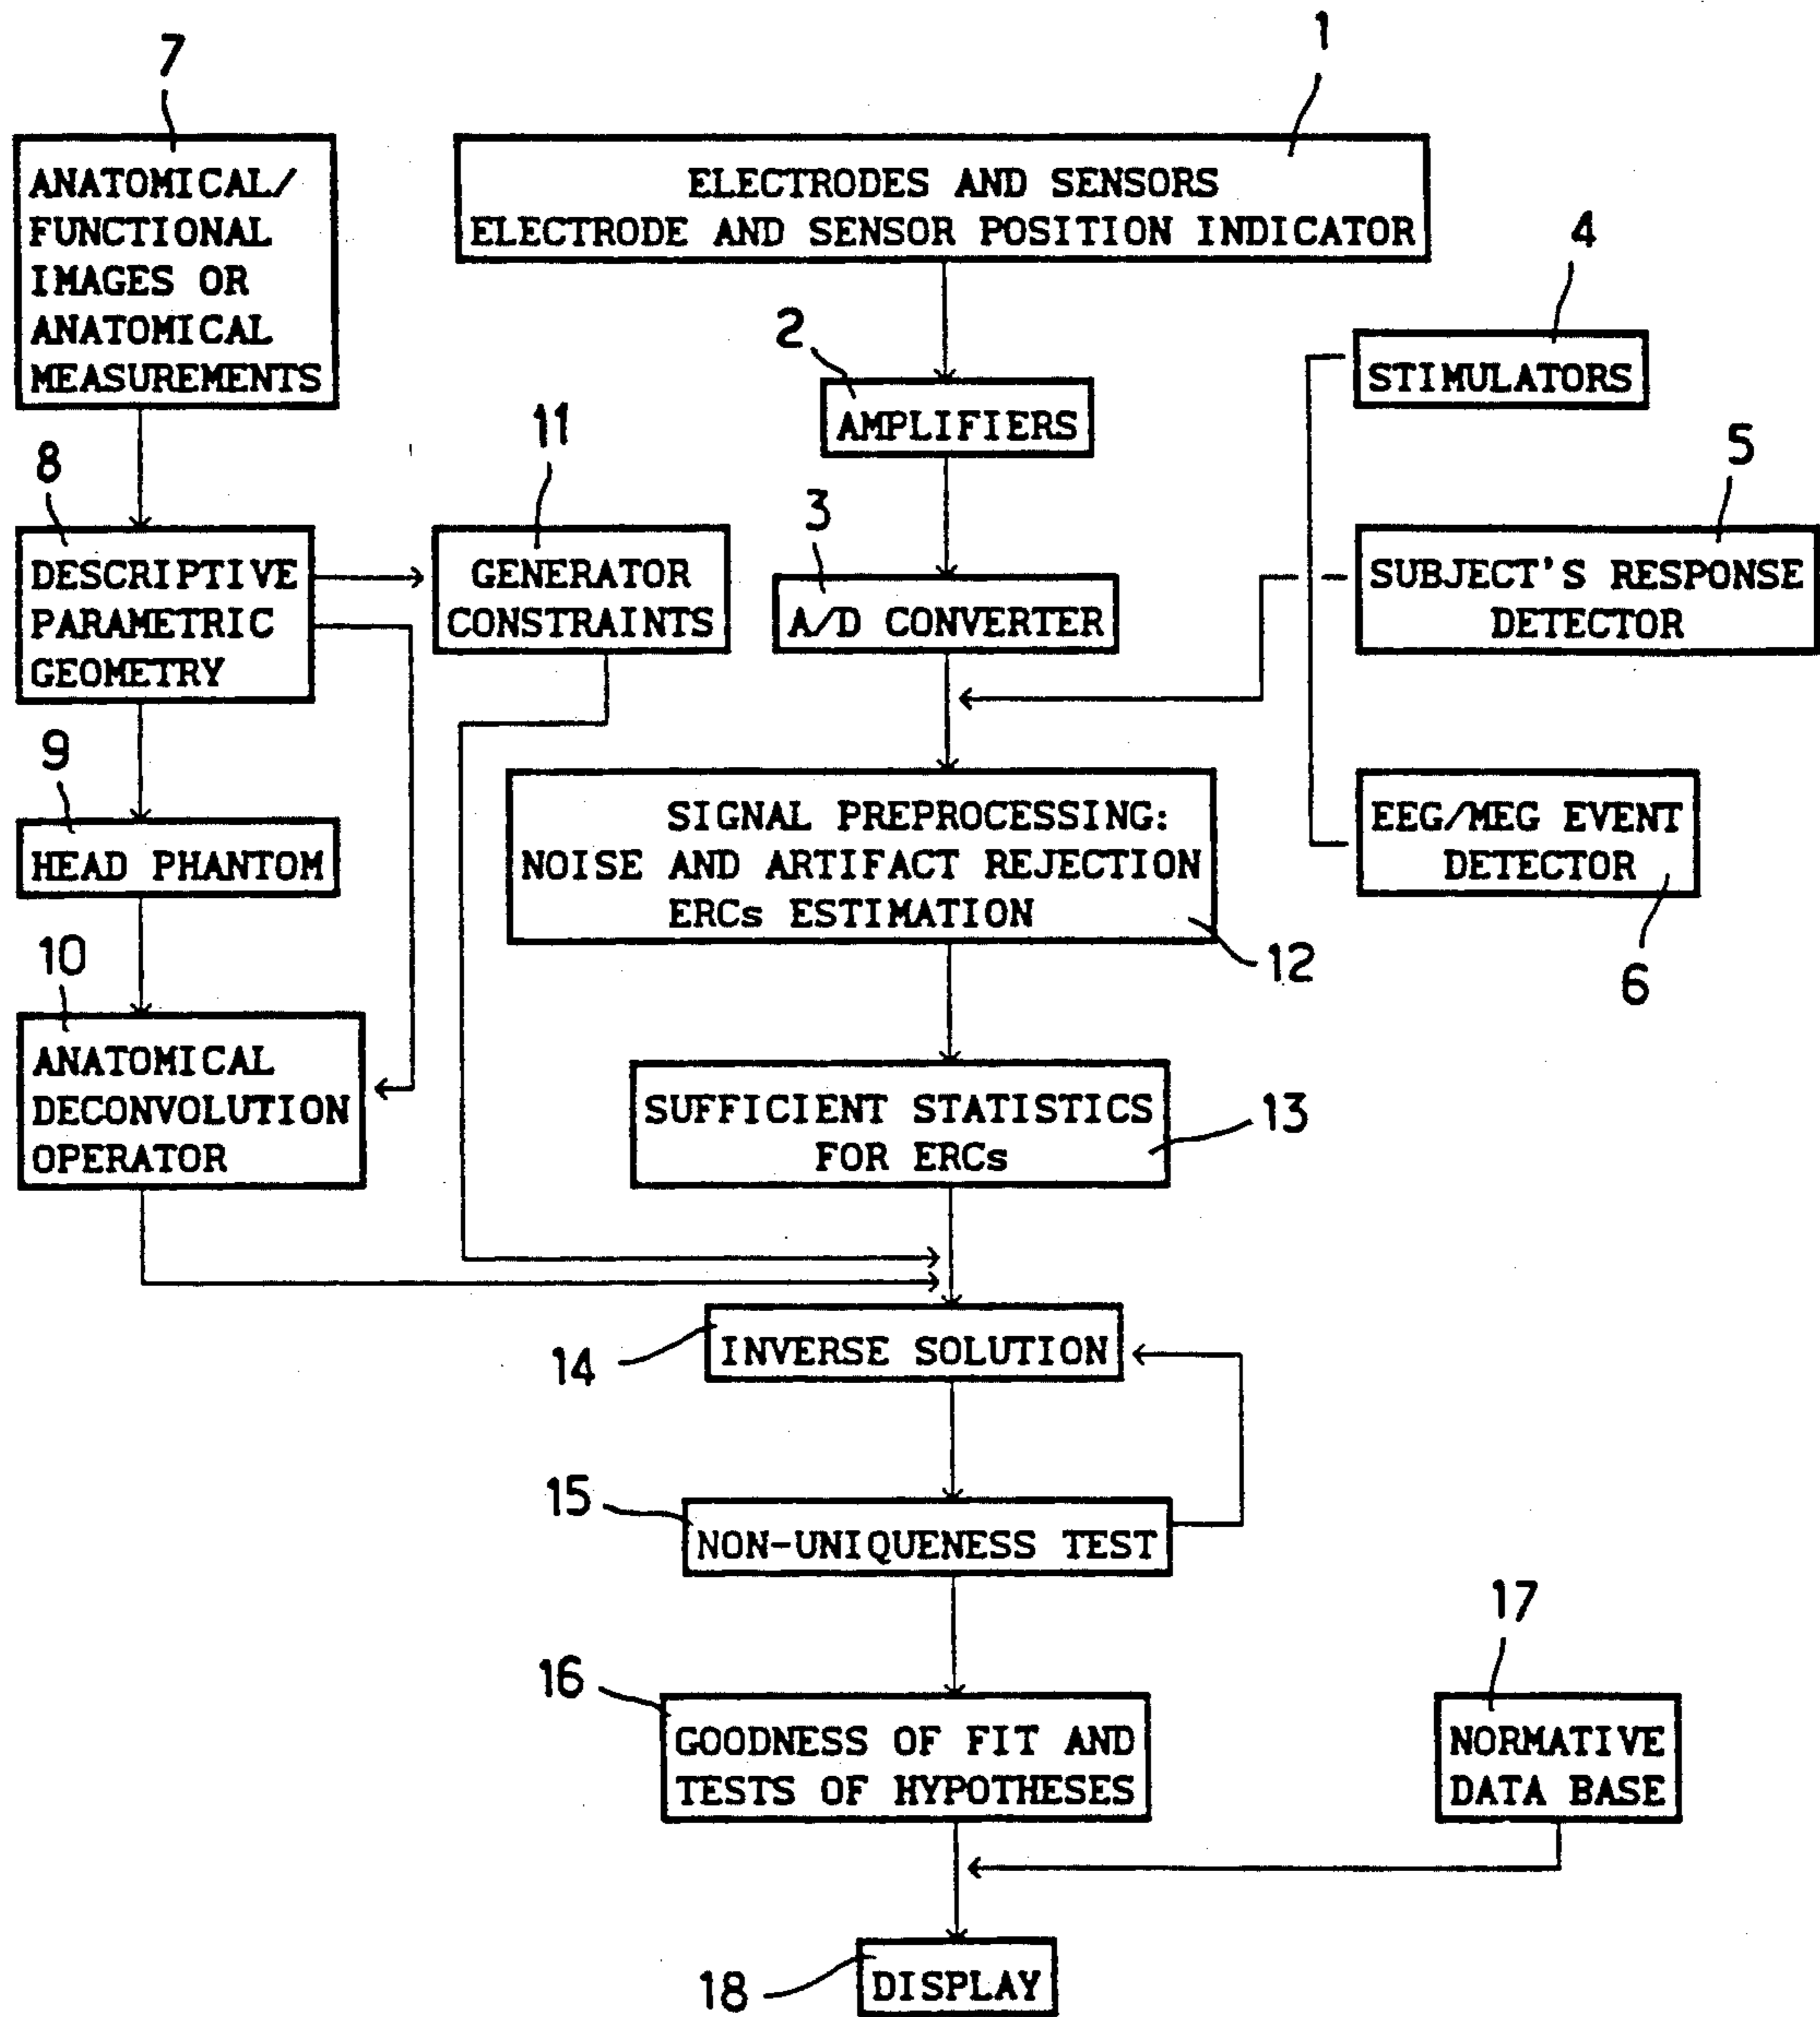 1
ELECTRODES AND SENSORS
ELECTRODE AND SENSOR POSITION INDICATOR
7
ANATOMICAL/
FUNCTIONAL
IMAGES OR
ANATOMICAL
MEASUREMENTS
2
AMPLIFIERS
4
STIMULATORS
8
DESCRIPTIVE
PARAMETRIC
GEOMETRY
11
GENERATOR
CONSTRAINTS
3
A/D CONVERTER
5
SUBJECT'S RESPONSE
DETECTOR
9
HEAD PHANTOM
SIGNAL PREPROCESSING:
NOISE AND ARTIFACT REJECTION
ERCs ESTIMATION
12
EEG/MEG EVENT
DETECTOR
6
10
ANATOMICAL
DECONVOLUTION
OPERATOR
SUFFICIENT STATISTICS
FOR ERCs
13
14
INVERSE SOLUTION
15
NON-UNIQUENESS TEST
16
GOODNESS OF FIT AND
TESTS OF HYPOTHESES
17
NORMATIVE
DATA BASE
18
DISPLAY